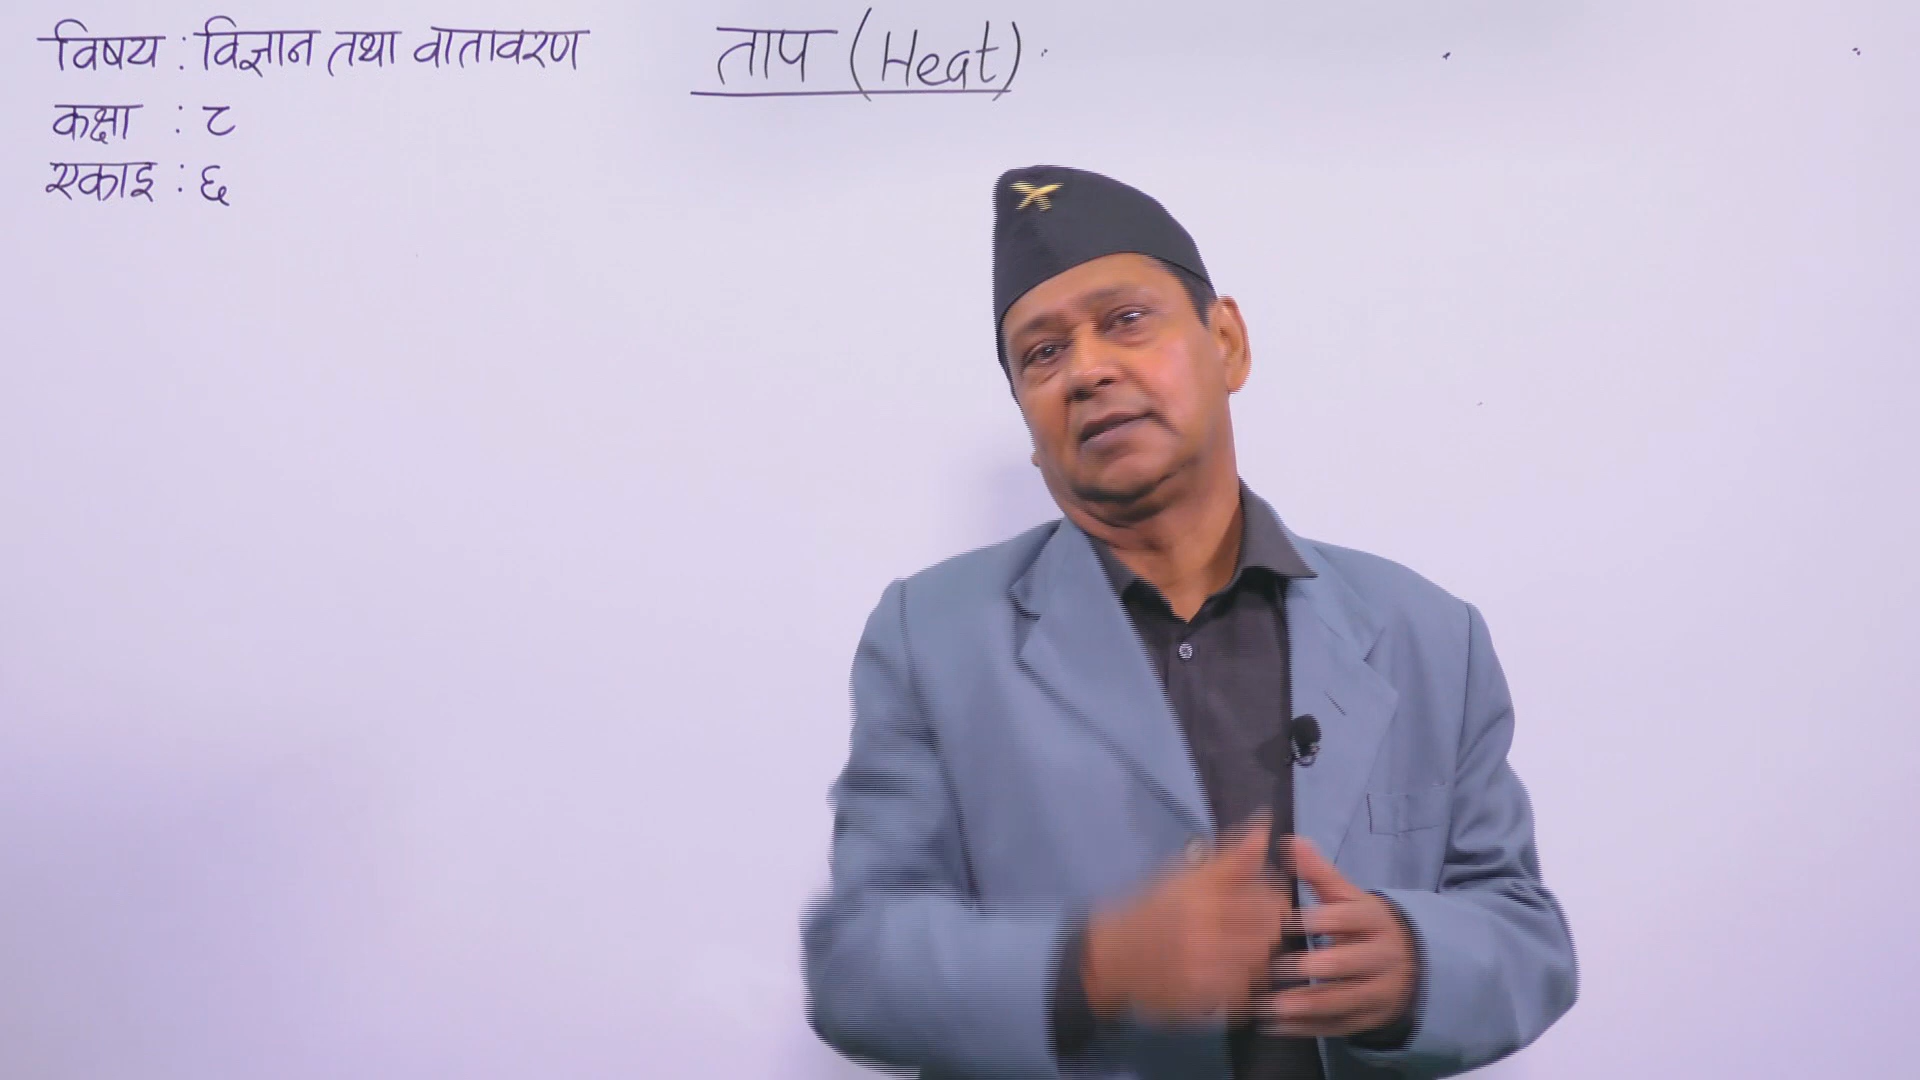 विषय : विज्ञान तथा वातावरण
ताप (Heat)
कक्षा : ८
एकाइ : ६